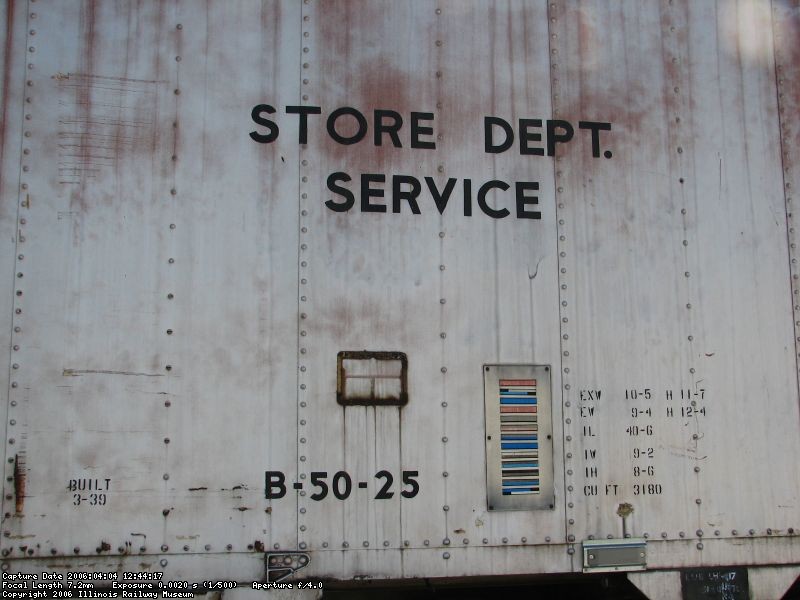 STORE DEPT.
SERVICE
EXW 10-5 H 11-7
EW 9-4 H 12-4
IL 40-6
IW 9-2
IH 8-6
CU FT 3180
BUILT
3-39
B-50-25
Capture Date 2006:04:04 12:44:17
Focal Length 7.2mm Exposure 0.0020 s (1/500) Aperture f/4.0
Copyright 2006 Illinois Railway Museum